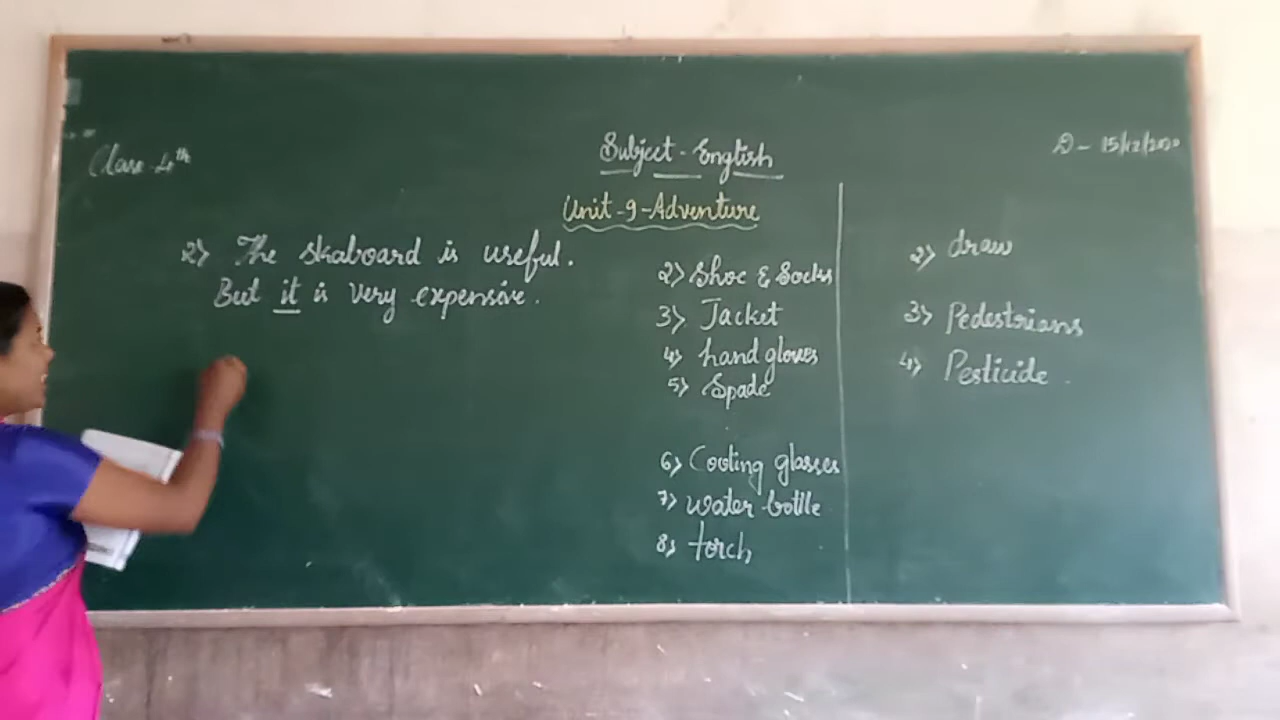 Class-4th
Subject-English
D- 15/12/2020
Unit-9-Adventure
2) The skaboard is useful.
But it is very expensive.
2) Shoe & Socks
3) Jacket
4) hand gloves
5) Spade
6) Cooling glasses
7) water bottle
8) torch
2) draw
3) Pedestrians
4) Pesticide.